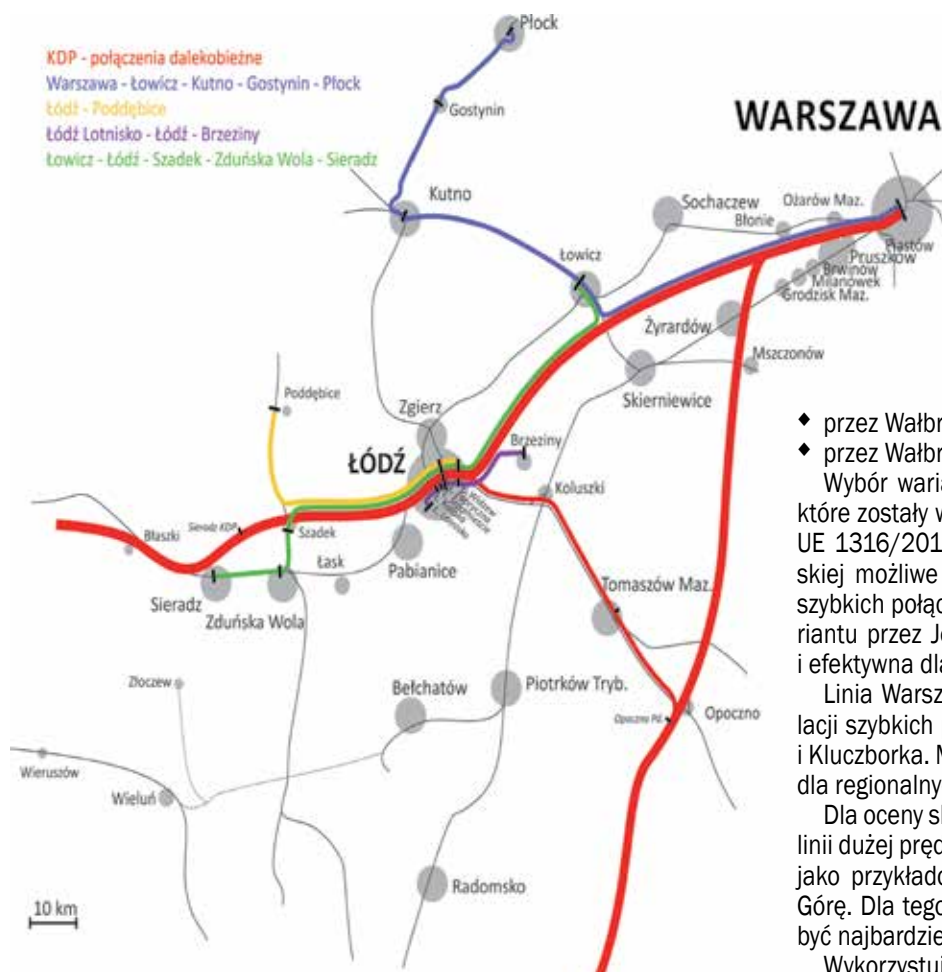 KDP - połączenia dalekobieżne
Warszawa - Łowicz - Kutno - Gostynin - Płock
Łódź - Poddębice
Łódź Lotnisko - Łódź - Brzeziny
Łowicz - Łódź - Szadek - Zduńska Wola - Sieradz
Płock
Gostynin
WARSZAWA
Kutno
Sochaczew
Ożarów Maz.
Błonie
Łowicz
Piastów
Pruszków
Brwinów
Milanówek
Grodzisk Maz.
Żyrardów
Mszczonów
Skierniewice
Poddębice
Zgierz
Brzeziny
ŁÓDŹ
Koluszki
Widzew
Fabryczna
Lotnisko
Sieradz KDP
Błaszki
Szadek
Łask
Pabianice
Sieradz
Zduńska Wola
Tomaszów Maz.
Złoczew
Bełchatów
Piotrków Tryb.
Opoczno Płd.
Opoczno
Wieruszów
Wieluń
Radomsko
10 km
◆ przez Wałbr
◆ przez Wałbr
Wybór waria
które zostały w
UE 1316/201
skiej możliwe
szybkich połąc
riantu przez Je
i efektywna dla
Linia Warsz
lacji szybkich
i Kluczborka. M
dla regionalny
Dla oceny sk
linii dużej pręd
jako przykłado
Górę. Dla tego
być najbardzie
Wykorzystuj